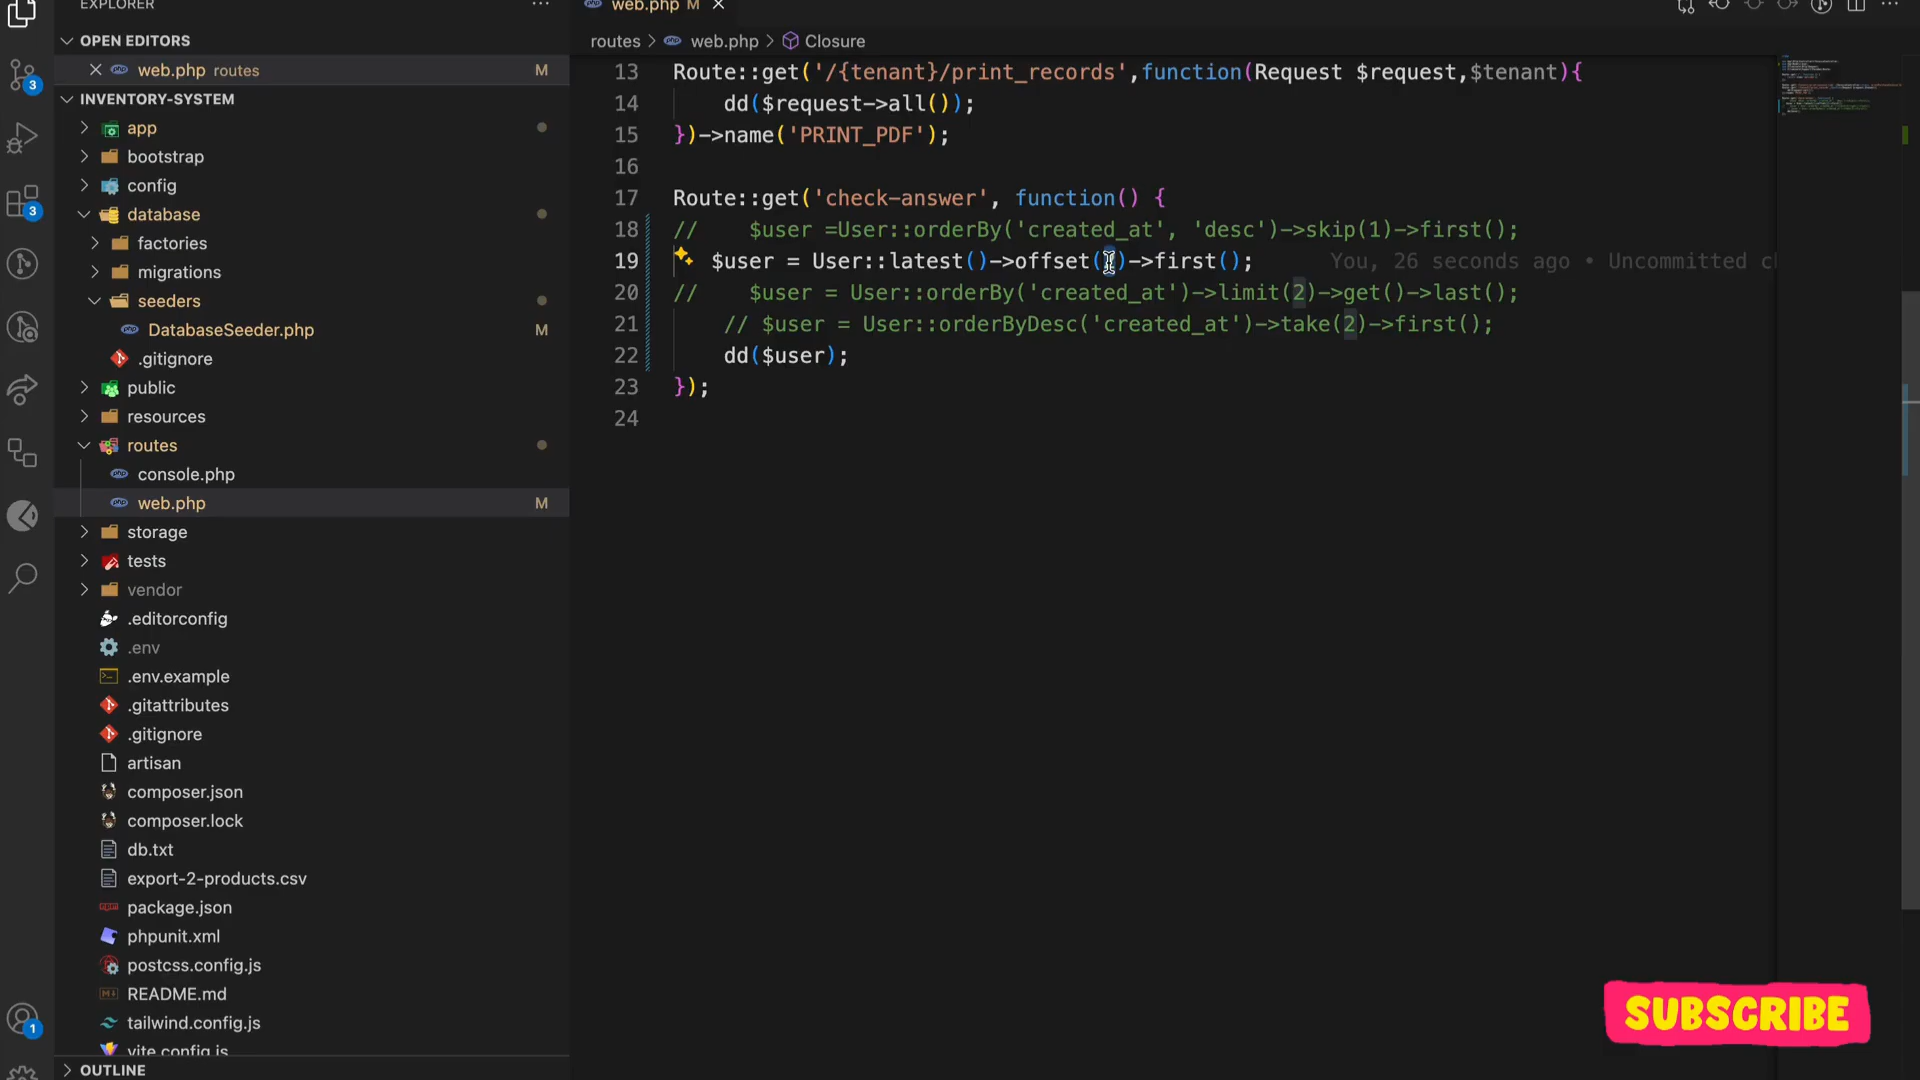 EXPLORER
···
web.php M
OPEN EDITORS
web.php routes M
INVENTORY-SYSTEM
app
bootstrap
config
database
factories
migrations
seeders
DatabaseSeeder.php M
.gitignore
public
resources
routes
console.php
web.php M
storage
tests
vendor
.editorconfig
.env
.env.example
.gitattributes
.gitignore
artisan
composer.json
composer.lock
db.txt
export-2-products.csv
package.json
phpunit.xml
postcss.config.js
README.md
tailwind.config.js
vite.config.js
OUTLINE
3
3
1
routes > web.php > Closure
13 Route::get('/{tenant}/print_records',function(Request $request,$tenant){
14 dd($request->all());
15 })->name('PRINT_PDF');
16
17 Route::get('check-answer', function() {
18 // $user =User::orderBy('created_at', 'desc')->skip(1)->first();
19 $user = User::latest()->offset()->first(); You, 26 seconds ago • Uncommitted
20 // $user = User::orderBy('created_at')->limit(2)->get()->last();
21 // $user = User::orderByDesc('created_at')->take(2)->first();
22 dd($user);
23 });
24
SUBSCRIBE